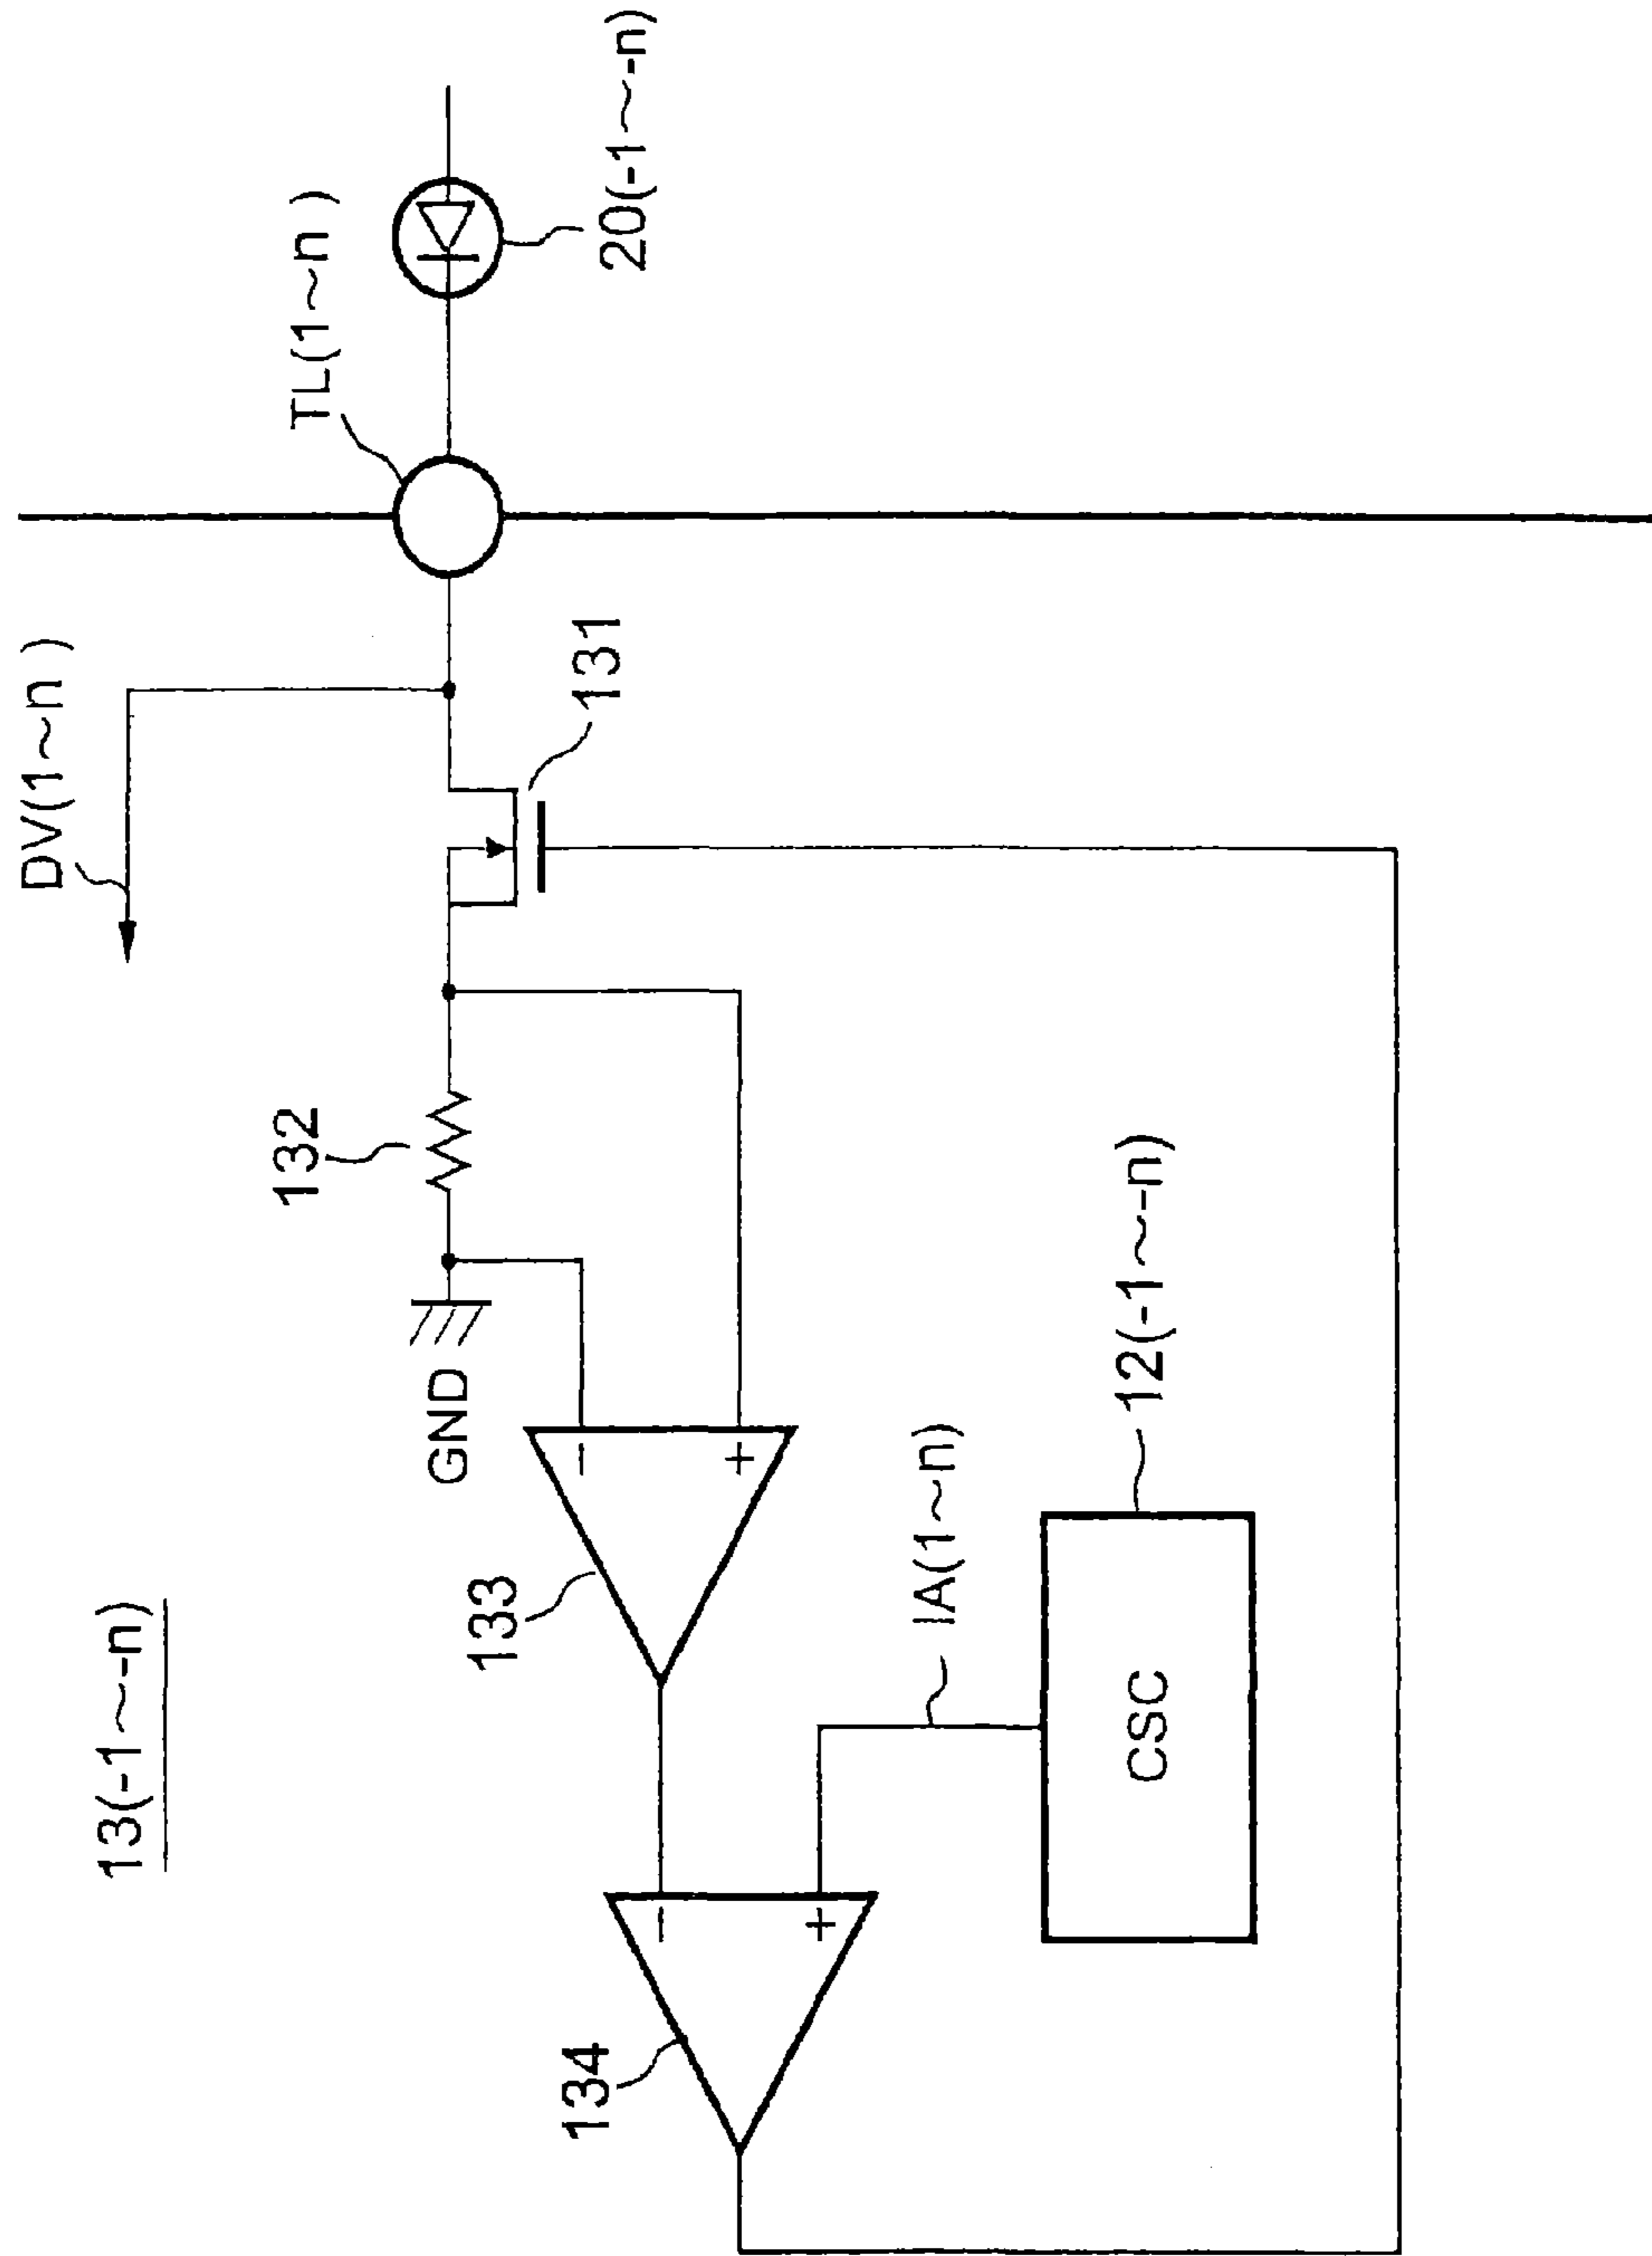 13(-1～-n)
DV(1～n)
TL(1～n)
20(-1～-n)
132
131
GND
133
−
+
134
−
+
IA(1～n)
CSC
12(-1～-n)